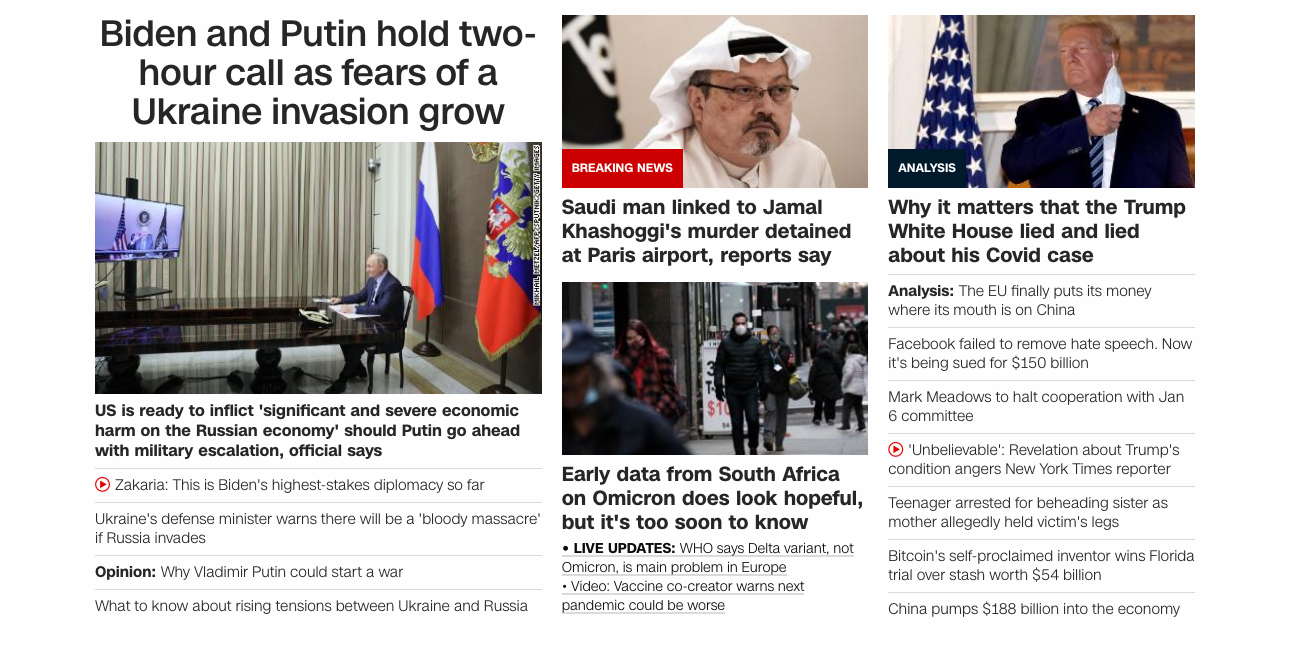 Biden and Putin hold two-
hour call as fears of a
Ukraine invasion grow
MIKHAIL METZEL/AFP/SPUTNIK/GETTY IMAGES
US is ready to inflict 'significant and severe economic
harm on the Russian economy' should Putin go ahead
with military escalation, official says
Zakaria: This is Biden's highest-stakes diplomacy so far
Ukraine's defense minister warns there will be a 'bloody massacre'
if Russia invades
Opinion: Why Vladimir Putin could start a war
What to know about rising tensions between Ukraine and Russia
BREAKING NEWS
Saudi man linked to Jamal
Khashoggi's murder detained
at Paris airport, reports say
Early data from South Africa
on Omicron does look hopeful,
but it's too soon to know
• LIVE UPDATES: WHO says Delta variant, not
Omicron, is main problem in Europe
• Video: Vaccine co-creator warns next
pandemic could be worse
ANALYSIS
Why it matters that the Trump
White House lied and lied
about his Covid case
Analysis: The EU finally puts its money
where its mouth is on China
Facebook failed to remove hate speech. Now
it's being sued for $150 billion
Mark Meadows to halt cooperation with Jan
6 committee
'Unbelievable': Revelation about Trump's
condition angers New York Times reporter
Teenager arrested for beheading sister as
mother allegedly held victim's legs
Bitcoin's self-proclaimed inventor wins Florida
trial over stash worth $54 billion
China pumps $188 billion into the economy